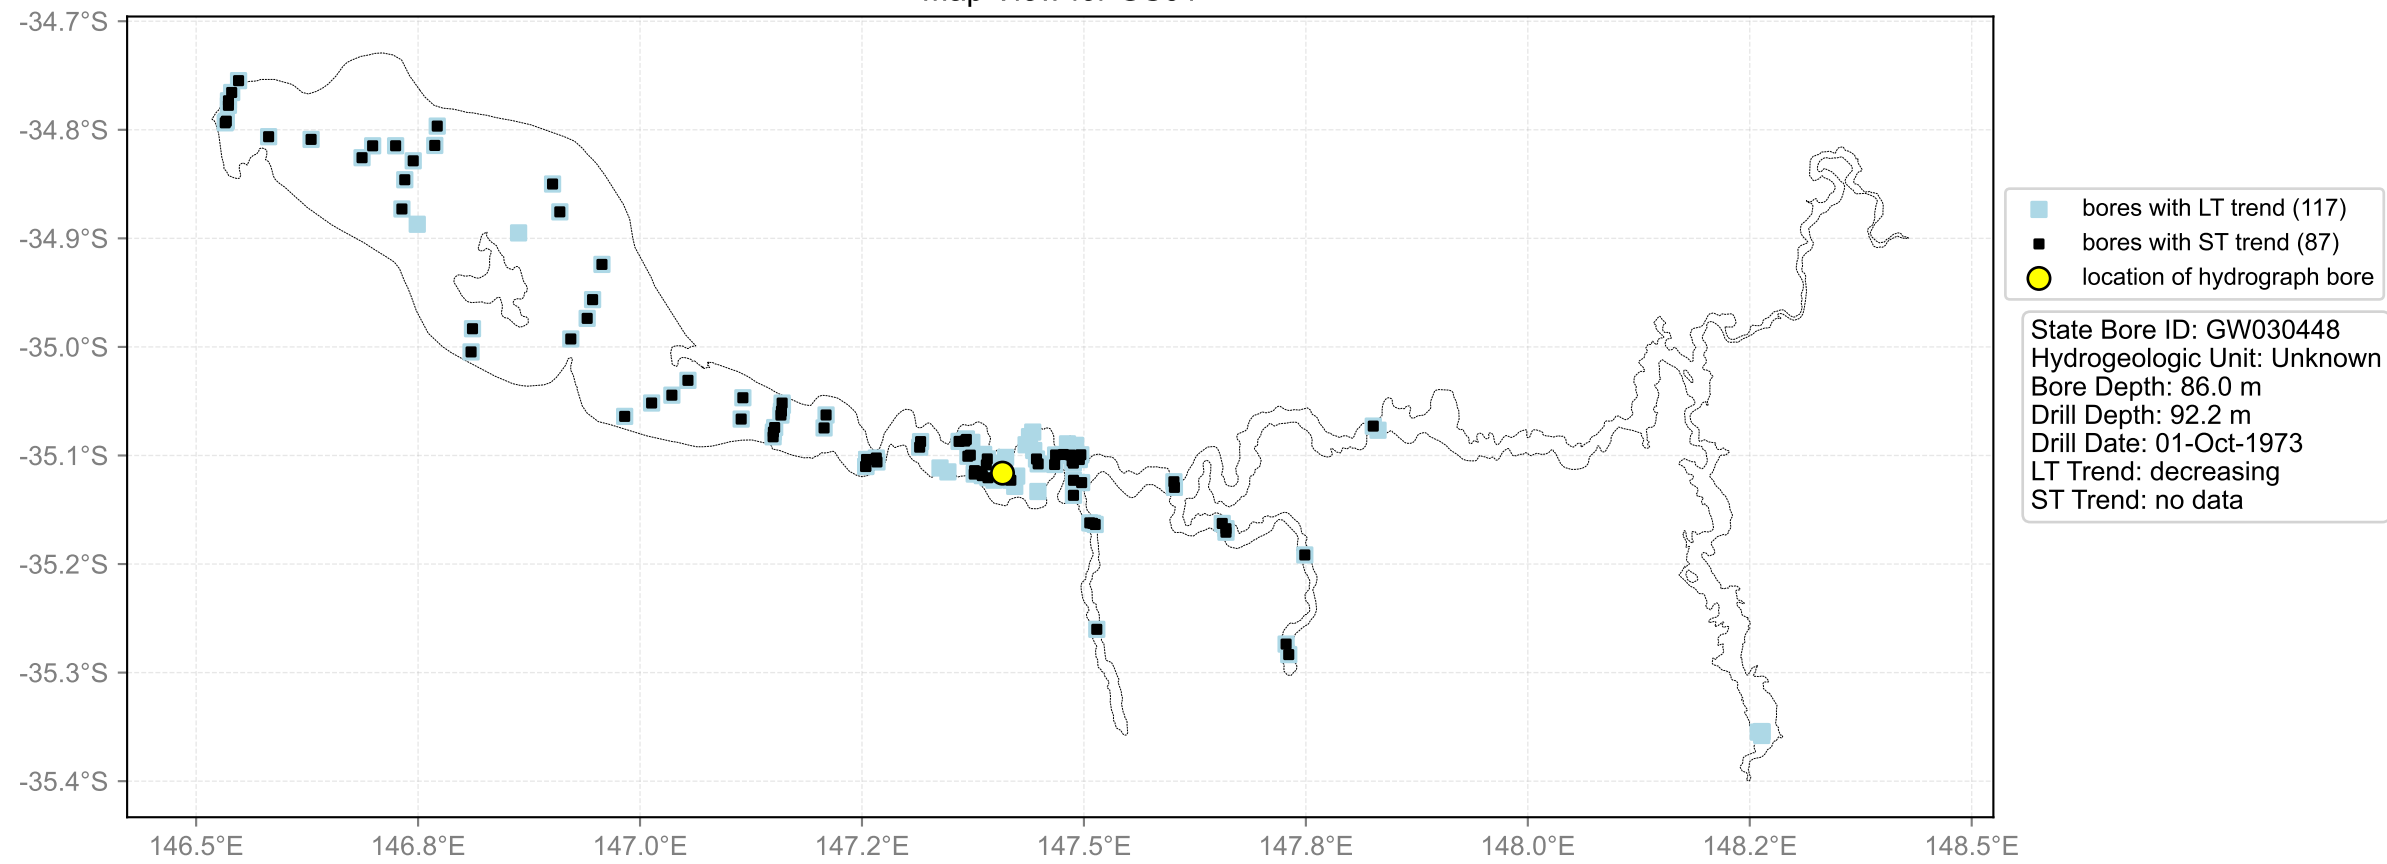 -34.7°S
-34.8°S
-34.9°S
-35.0°S
-35.1°S
-35.2°S
-35.3°S
-35.4°S
146.5°E 146.8°E 147.0°E 147.2°E 147.5°E 147.8°E 148.0°E 148.2°E 148.5°E
bores with LT trend (117)
bores with ST trend (87)
location of hydrograph bore
State Bore ID: GW030448
Hydrogeologic Unit: Unknown
Bore Depth: 86.0 m
Drill Depth: 92.2 m
Drill Date: 01-Oct-1973
LT Trend: decreasing
ST Trend: no data